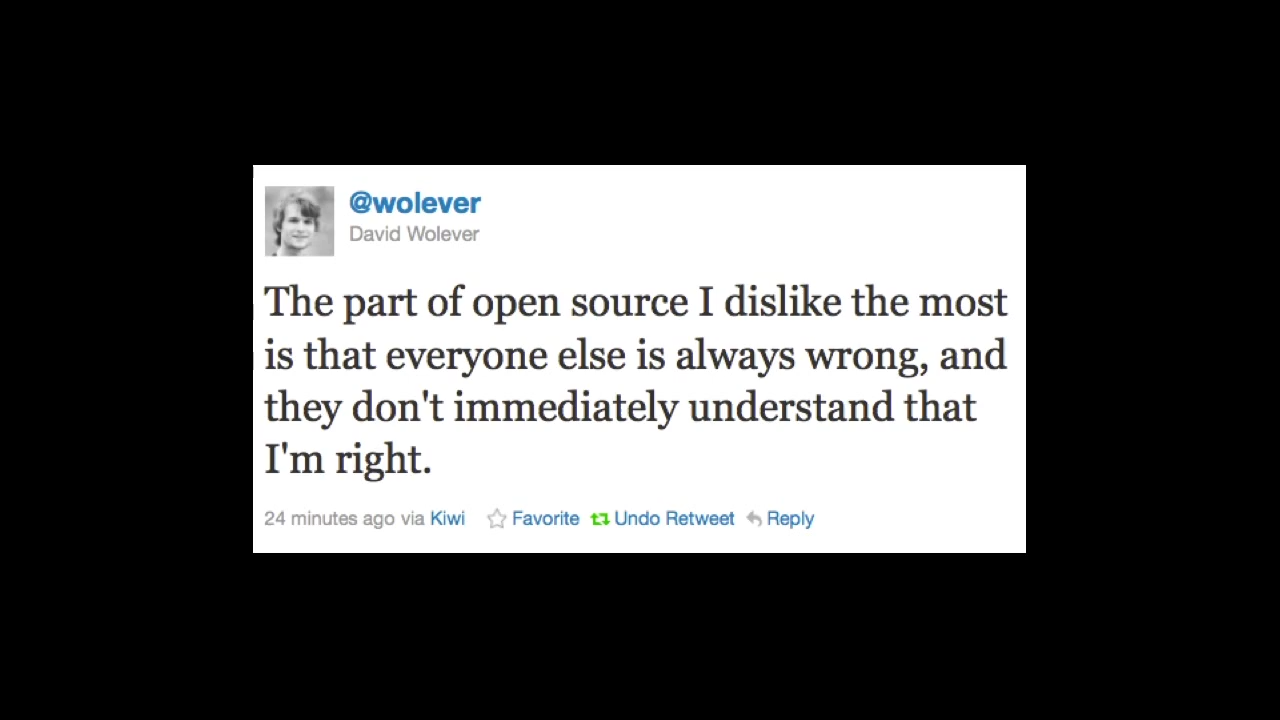 @wolever
David Wolever
The part of open source I dislike the most
is that everyone else is always wrong, and
they don't immediately understand that
I'm right.
24 minutes ago via Kiwi Favorite Undo Retweet Reply